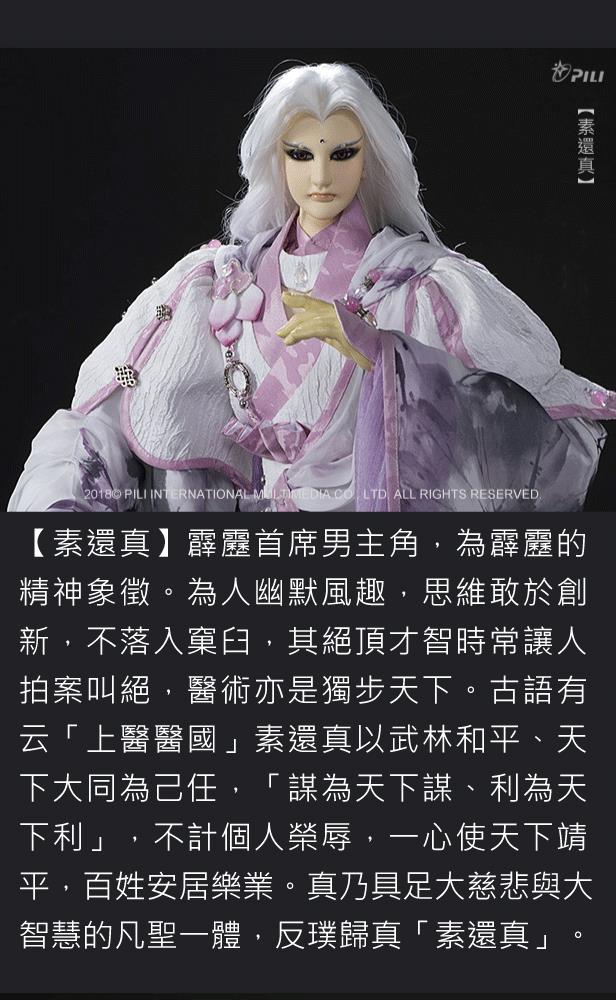 PILI
【素還真】
2018© PILI INTERNATIONAL MULTIMEDIA CO., LTD. ALL RIGHTS RESERVED.
【素還真】霹靂首席男主角，為霹靂的
精神象徵。為人幽默風趣，思維敢於創
新，不落入窠臼，其絕頂才智時常讓人
拍案叫絕，醫術亦是獨步天下。古語有
云「上醫醫國」素還真以武林和平、天
下大同為己任，「謀為天下謀、利為天
下利」，不計個人榮辱，一心使天下靖
平，百姓安居樂業。真乃具足大慈悲與大
智慧的凡聖一體，反璞歸真「素還真」。